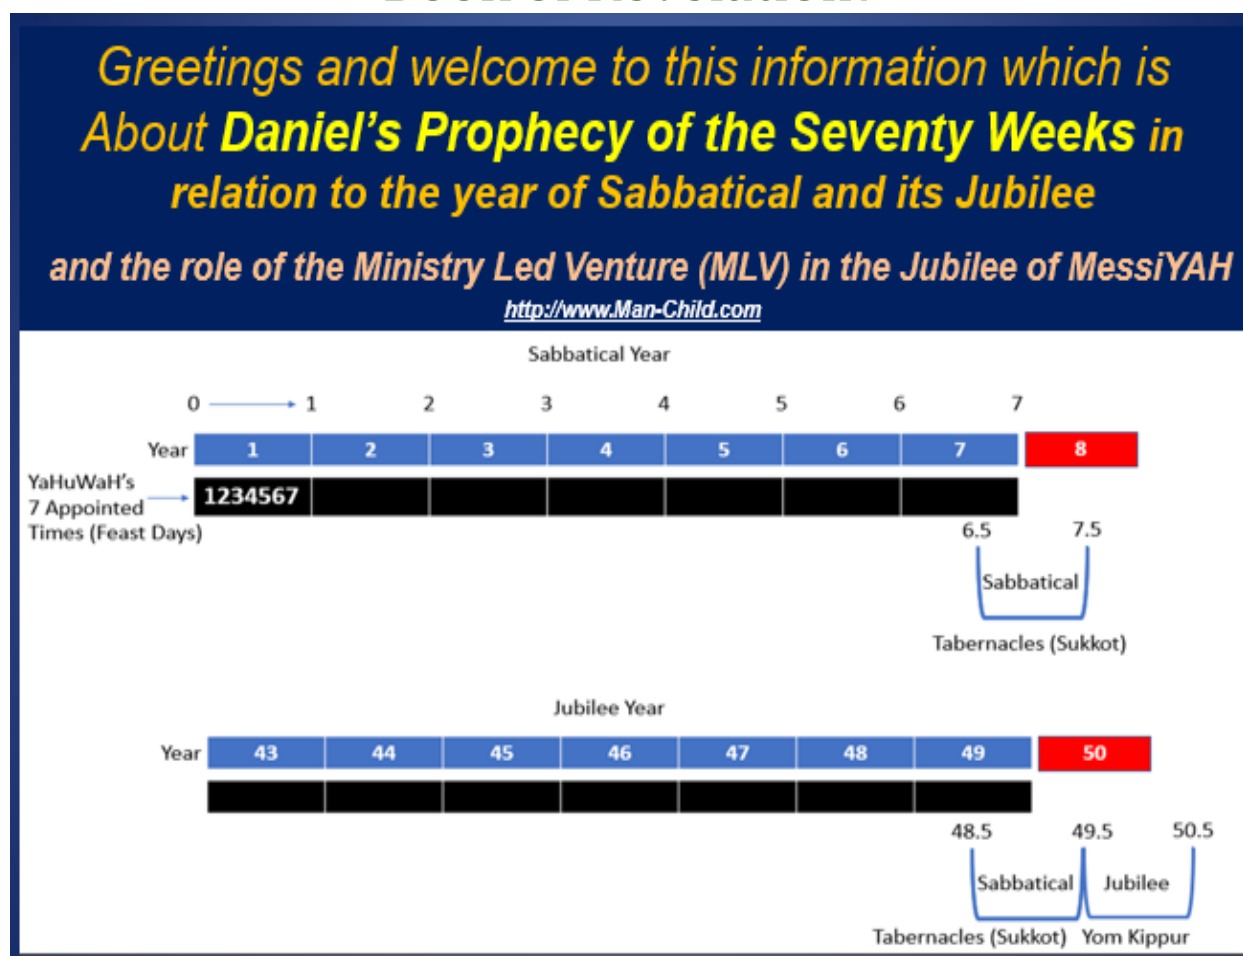 Greetings and welcome to this information which is
About Daniel's Prophecy of the Seventy Weeks in
relation to the year of Sabbatical and its Jubilee
and the role of the Ministry Led Venture (MLV) in the Jubilee of MessiYAH
http://www.Man-Child.com
Sabbatical Year
0 1 2 3 4 5 6 7
Year 1 2 3 4 5 6 7 8
YaHuWaH's
7 Appointed
Times (Feast Days)
1234567
6.5 7.5
Sabbatical
Tabernacles (Sukkot)
Jubilee Year
Year 43 44 45 46 47 48 49 50
48.5 49.5 50.5
Sabbatical Jubilee
Tabernacles (Sukkot) Yom Kippur